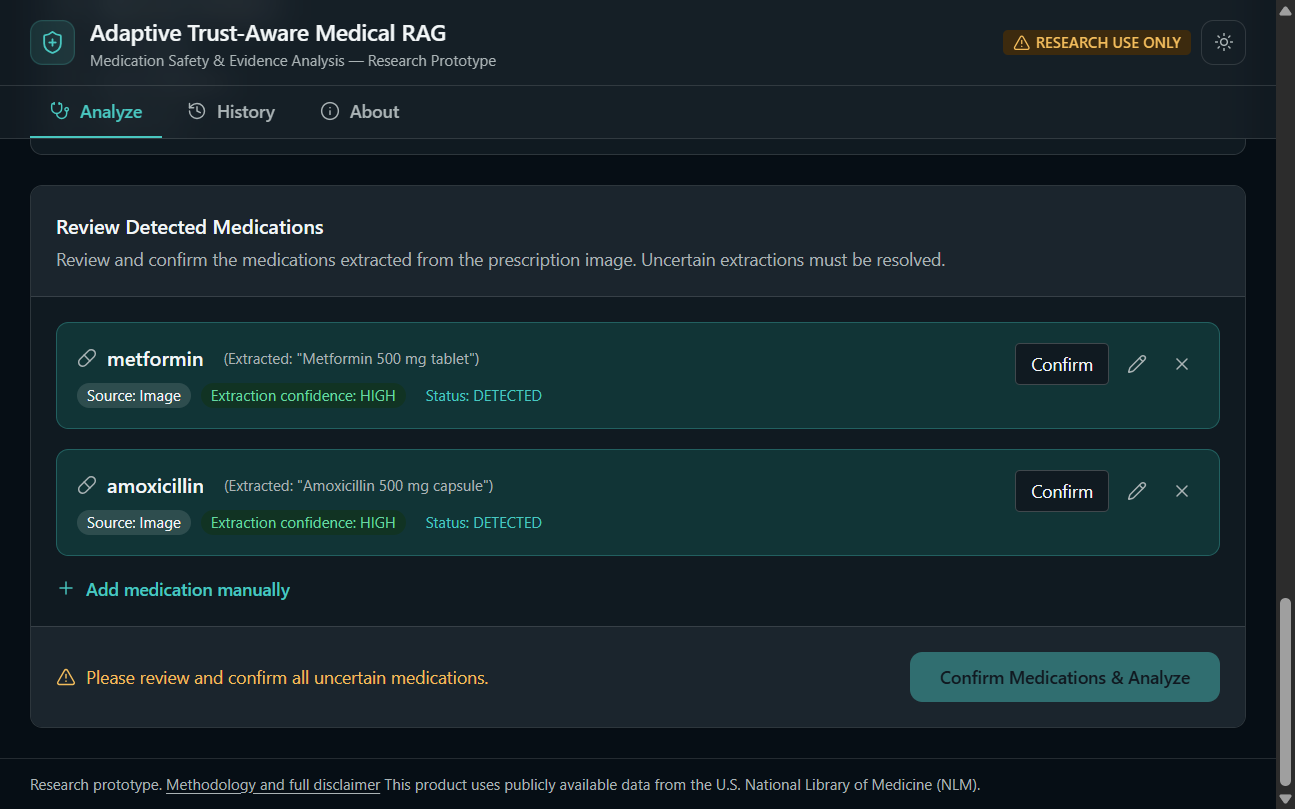 Adaptive Trust-Aware Medical RAG
Medication Safety & Evidence Analysis — Research Prototype
RESEARCH USE ONLY
Analyze
History
About
Review Detected Medications
Review and confirm the medications extracted from the prescription image. Uncertain extractions must be resolved.
metformin (Extracted: "Metformin 500 mg tablet")
Confirm
Source: Image Extraction confidence: HIGH Status: DETECTED
amoxicillin (Extracted: "Amoxicillin 500 mg capsule")
Confirm
Source: Image Extraction confidence: HIGH Status: DETECTED
+ Add medication manually
Please review and confirm all uncertain medications.
Confirm Medications & Analyze
Research prototype. Methodology and full disclaimer This product uses publicly available data from the U.S. National Library of Medicine (NLM).